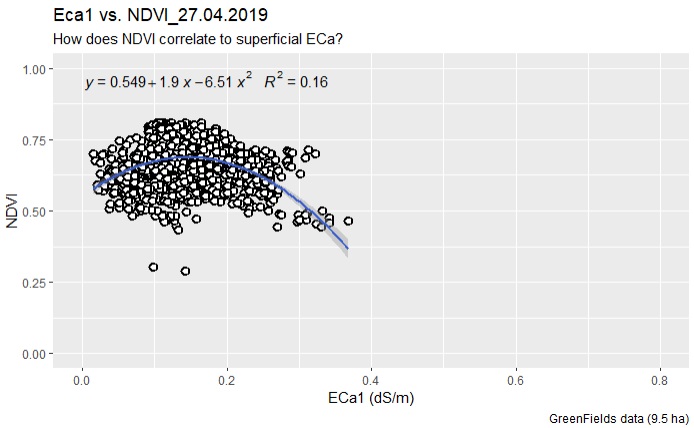 Eca1 vs. NDVI_27.04.2019
How does NDVI correlate to superficial ECa?
y = 0.549 + 1.9 x − 6.51 x² R² = 0.16
1.00
0.75
0.50
0.25
0.00
NDVI
0.0 0.2 0.4 0.6 0.8
ECa1 (dS/m)
GreenFields data (9.5 ha)